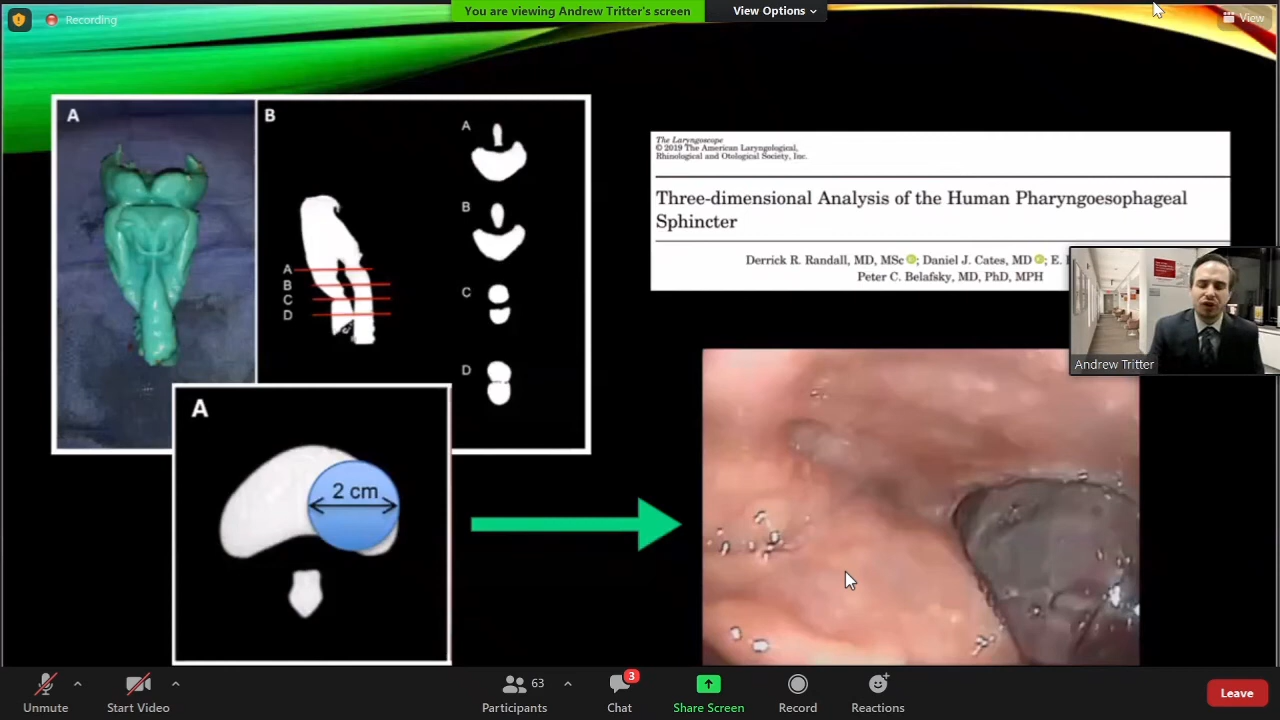 Recording
You are viewing Andrew Tritter's screen
View Options
View
A
B
A
B
C
D
A
B
C
D
The Laryngoscope
© 2019 The American Laryngological,
Rhinological and Otological Society, Inc.
Three-dimensional Analysis of the Human Pharyngoesophageal
Sphincter
Derrick R. Randall, MD, MSc; Daniel J. Cates, MD; E.
Peter C. Belafsky, MD, PhD, MPH
Andrew Tritter
A
2 cm
Unmute
Start Video
Participants
63
Chat
3
Share Screen
Record
Reactions
Leave